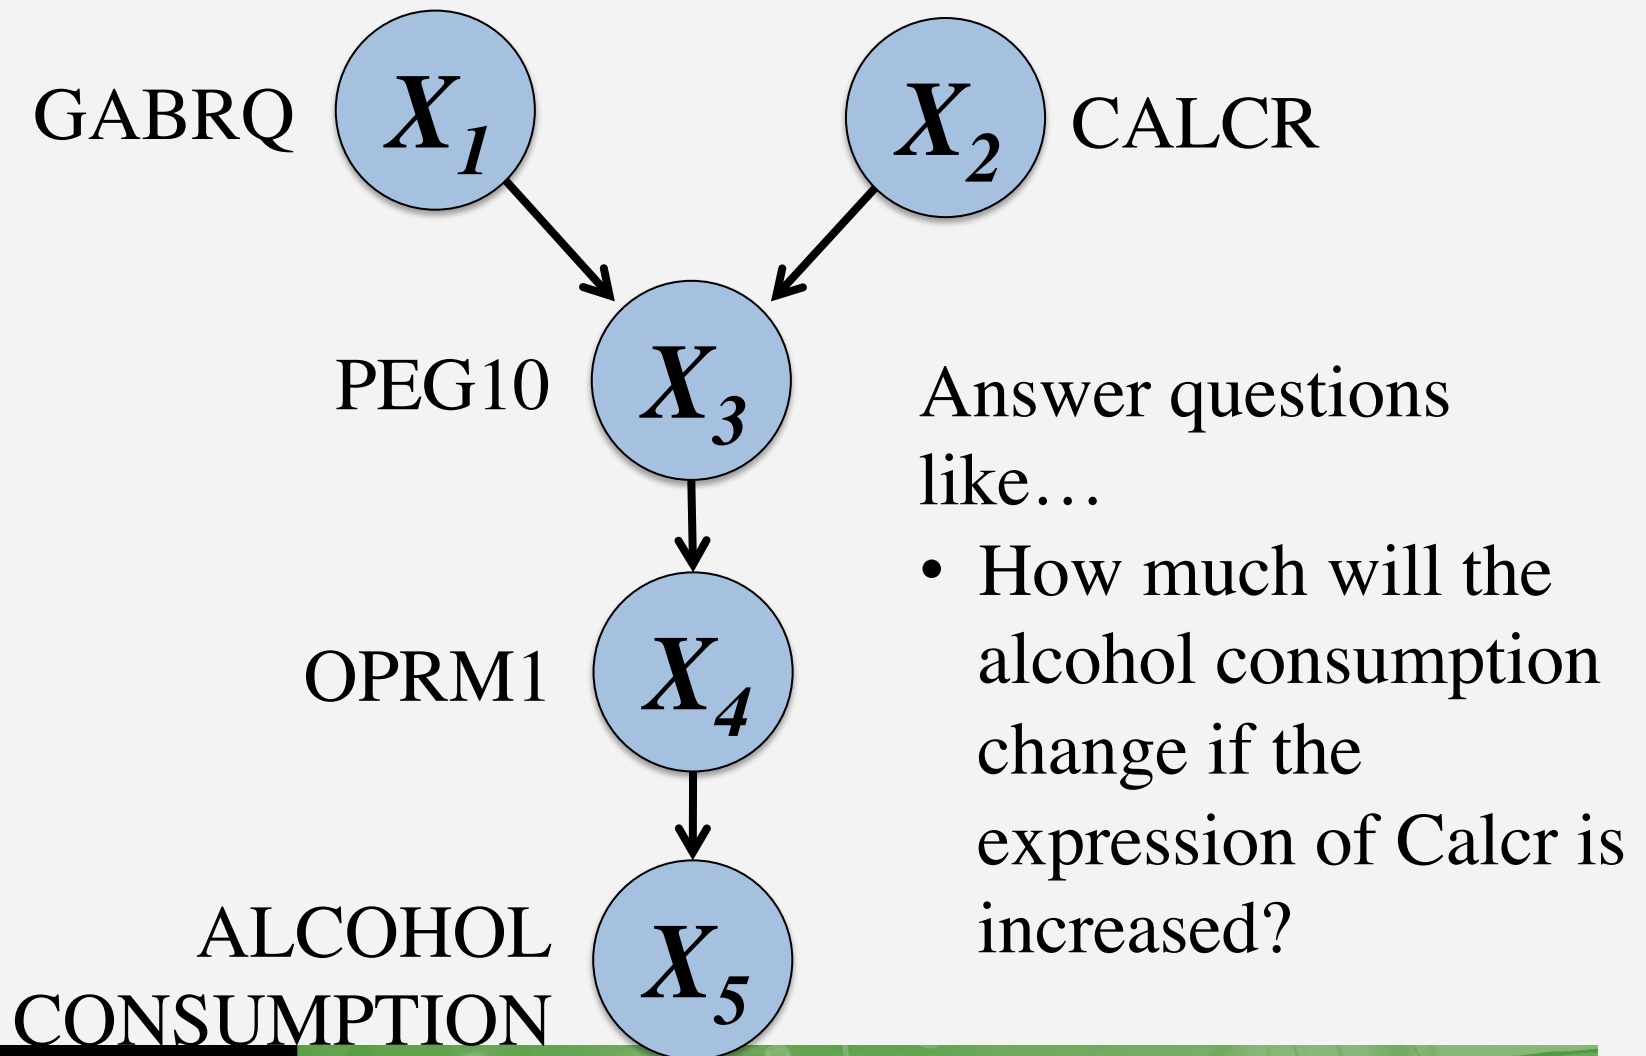 GABRQ X1 X2 CALCR
PEG10 X3
OPRM1 X4
ALCOHOL
CONSUMPTION X5
Answer questions
like…
• How much will the
alcohol consumption
change if the
expression of Calcr is
increased?